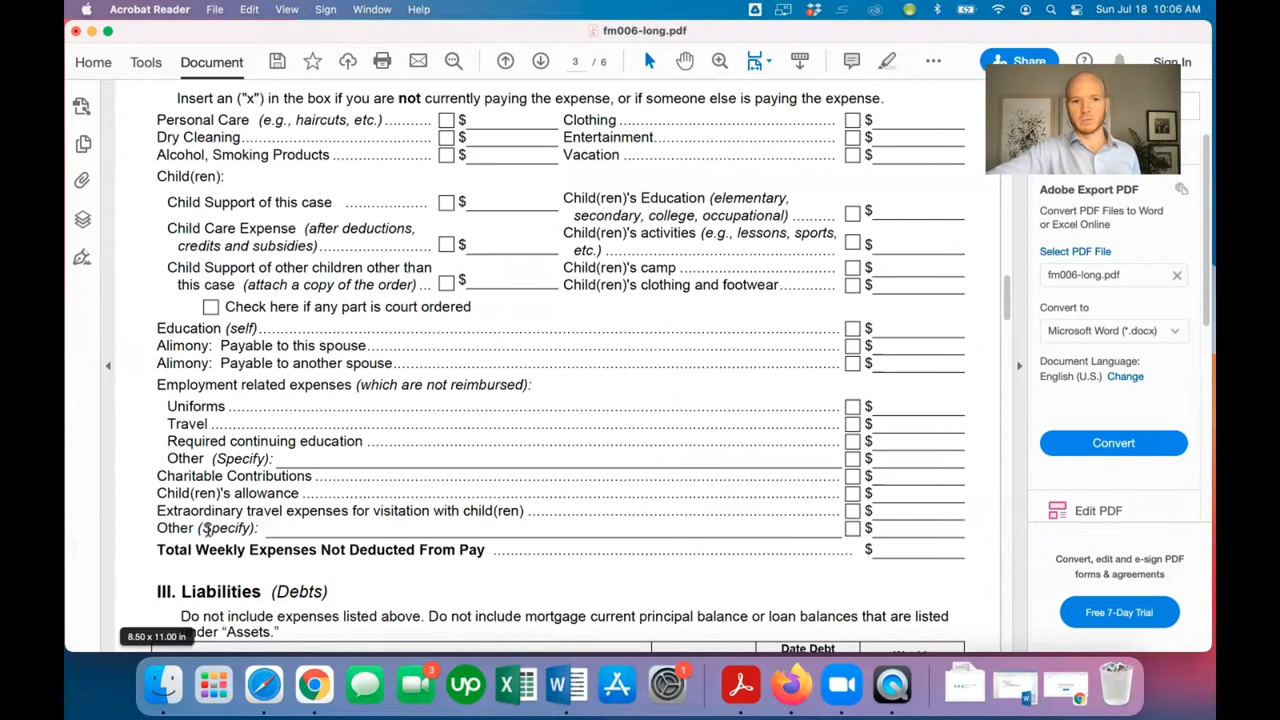 Acrobat Reader File Edit View Sign Window Help Sun Jul 18 10:06 AM
fm006-long.pdf
Home Tools Document 3 / 6 Share Sign In
Insert an ("x") in the box if you are not currently paying the expense, or if someone else is paying the expense.
Personal Care (e.g., haircuts, etc.).......... $ Clothing ........ $
Dry Cleaning........ $ Entertainment........ $
Alcohol, Smoking Products ........ $ Vacation ........ $
Child(ren):
Child Support of this case ........ $ Child(ren)'s Education (elementary,
secondary, college, occupational) .......... $
Child Care Expense (after deductions,
credits and subsidies)........ $ Child(ren)'s activities (e.g., lessons, sports,
etc.) ........ $
Child Support of other children other than
this case (attach a copy of the order) ... $ Child(ren)'s camp ........ $
Child(ren)'s clothing and footwear............ $
Check here if any part is court ordered
Education (self)........ $
Alimony: Payable to this spouse........ $
Alimony: Payable to another spouse........ $
Employment related expenses (which are not reimbursed):
Uniforms ........ $
Travel ........ $
Required continuing education ........ $
Other (Specify): $
Charitable Contributions ........ $
Child(ren)'s allowance ........ $
Extraordinary travel expenses for visitation with child(ren) ........ $
Other (Specify): $
Total Weekly Expenses Not Deducted From Pay ........ $
III. Liabilities (Debts)
Do not include expenses listed above. Do not include mortgage current principal balance or loan balances that are listed
under “Assets.”
Date Debt
8.50 x 11.00 in
Adobe Export PDF
Convert PDF Files to Word
or Excel Online
Select PDF File
fm006-long.pdf
Convert to
Microsoft Word (*.docx)
Document Language:
English (U.S.) Change
Convert
Edit PDF
Convert, edit and e-sign PDF
forms & agreements
Free 7-Day Trial
3
up
X
W
1